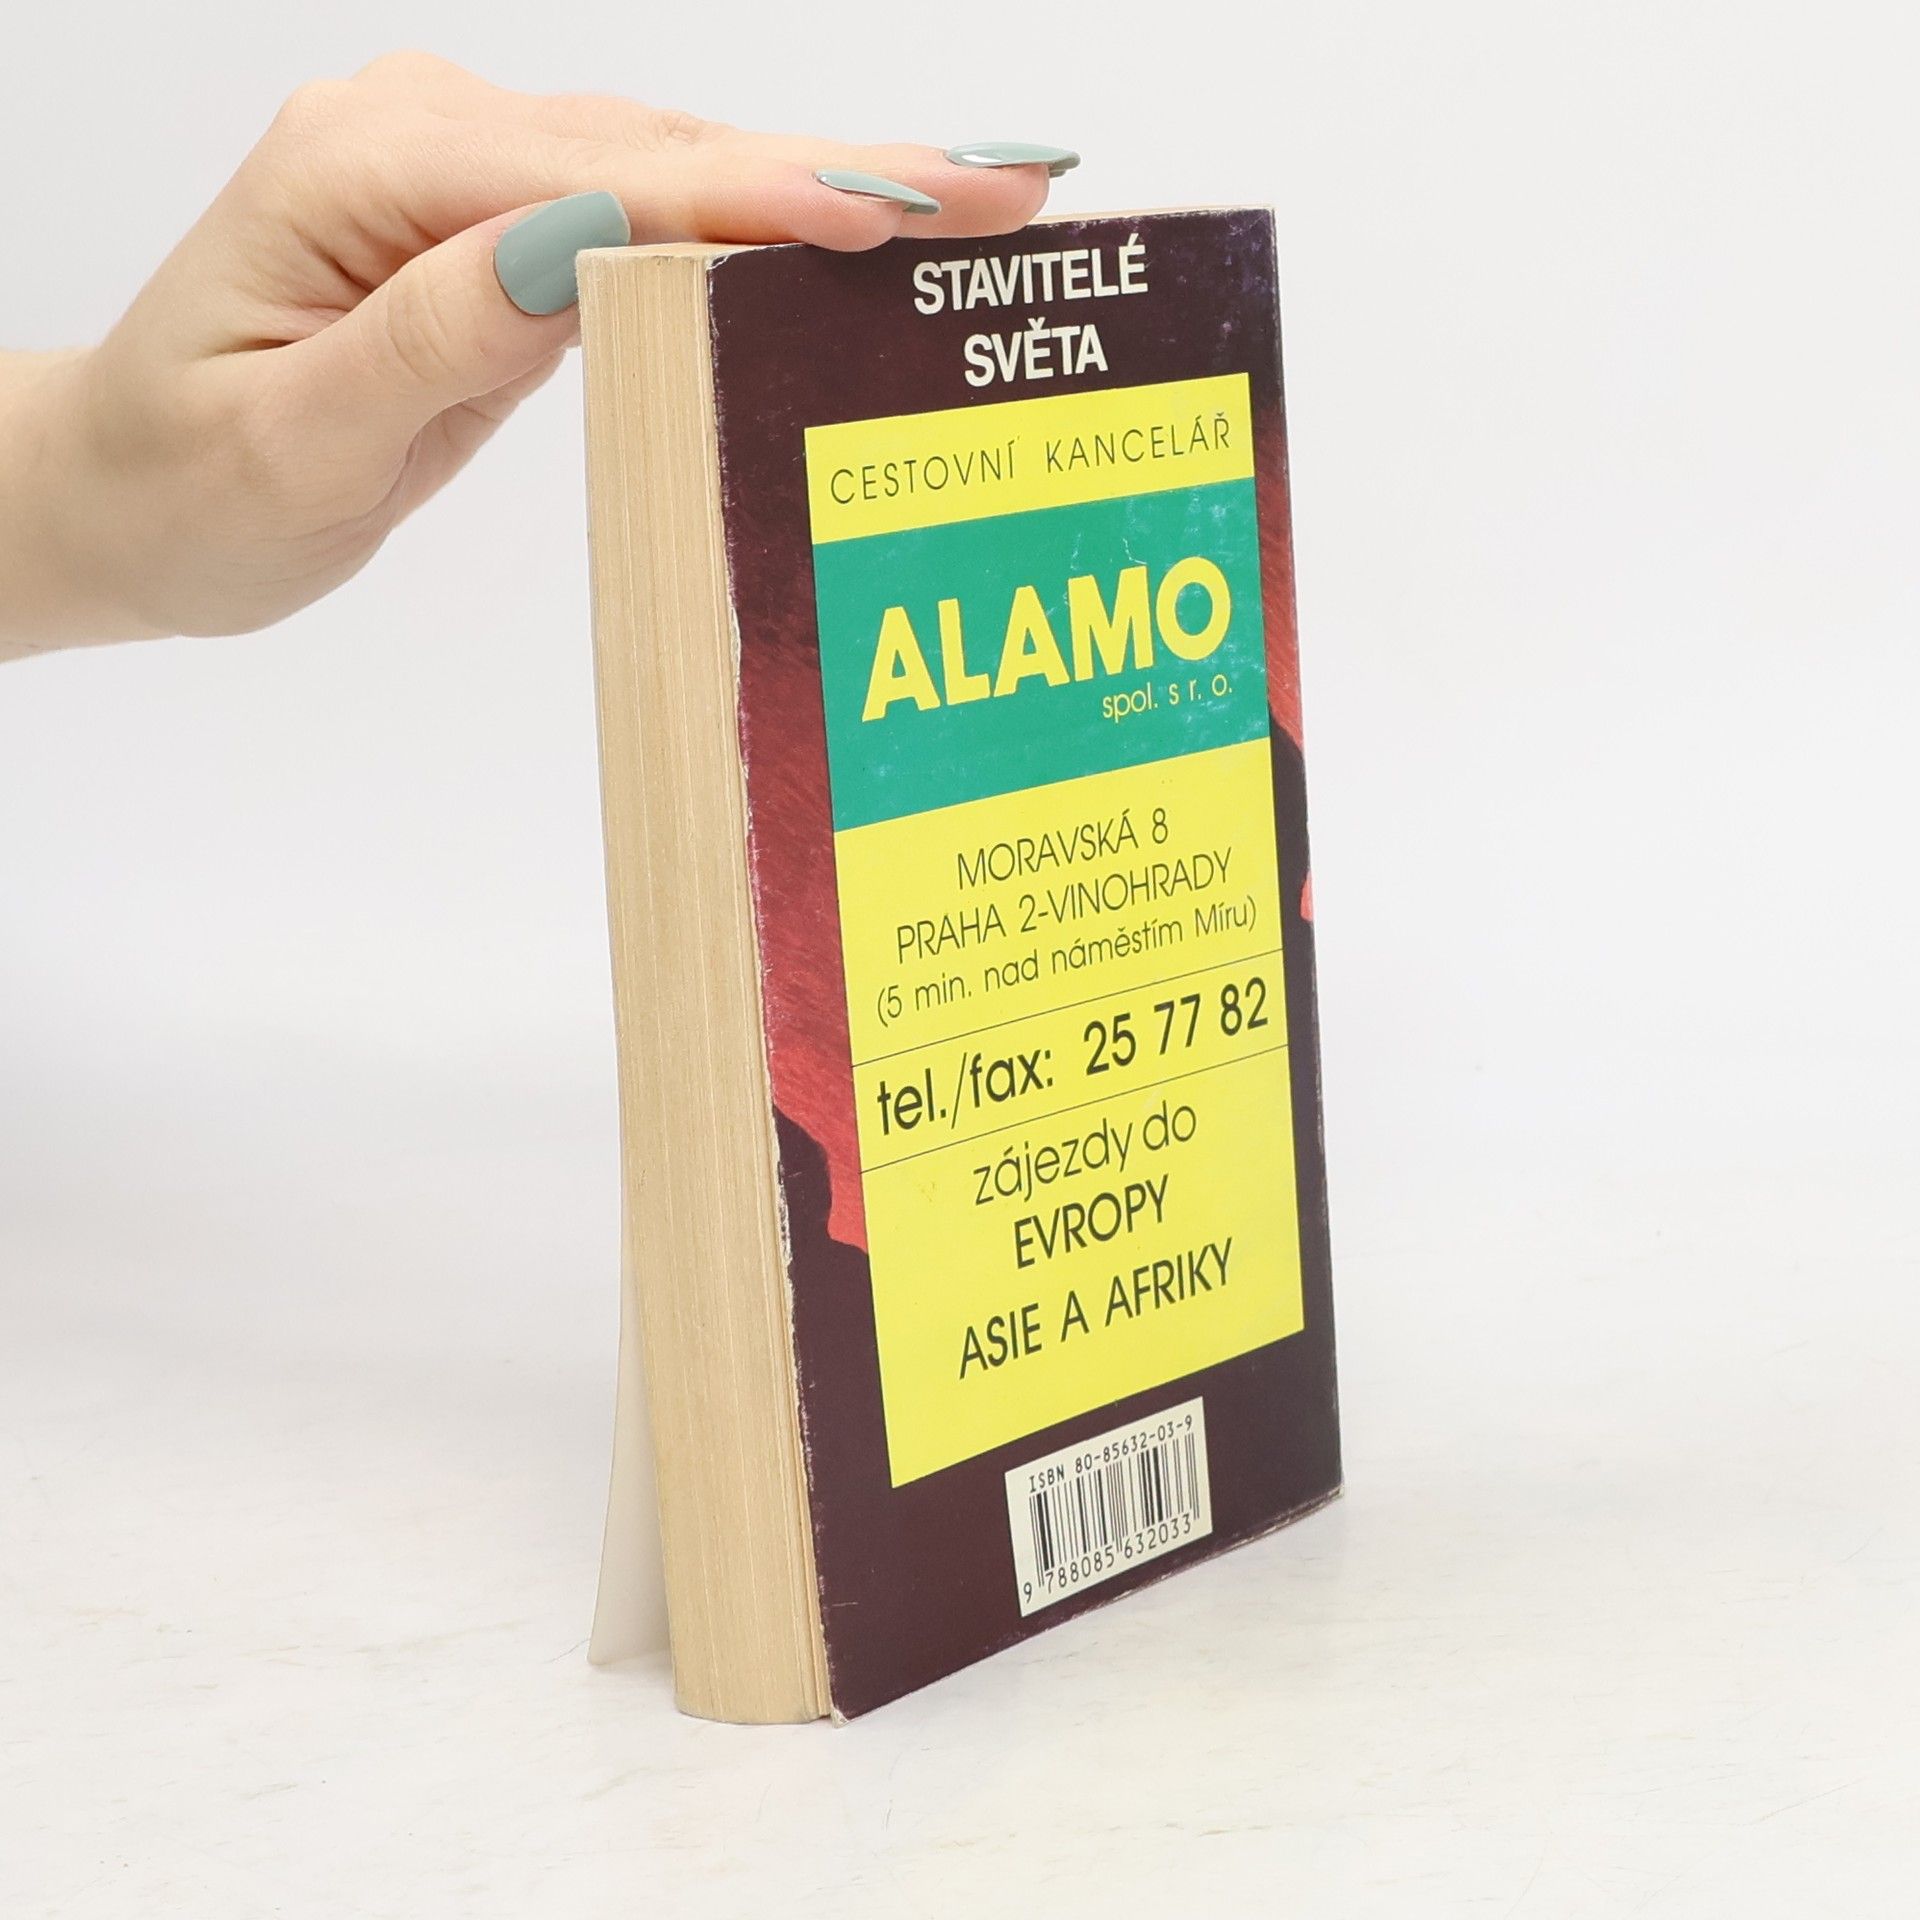 STAVITELÉ
SVĚTA
CESTOVNÍ KANCELÁŘ
ALAMO
spol. s r. o.
MORAVSKÁ 8
PRAHA 2-VINOHRADY
(5 min. nad náměstím Míru)
tel./fax: 25 77 82
zájezdy do
EVROPY
ASIE A AFRIKY
ISBN 80-85632-03-9
9 788085 632033